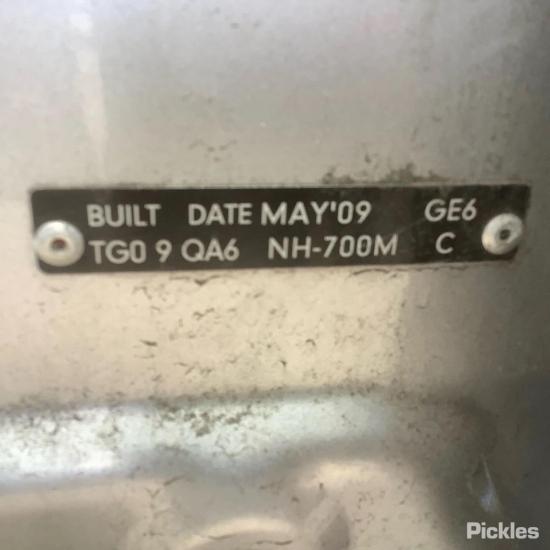 BUILT DATE MAY'09 GE6
TG0 9 QA6 NH-700M C
Pickles